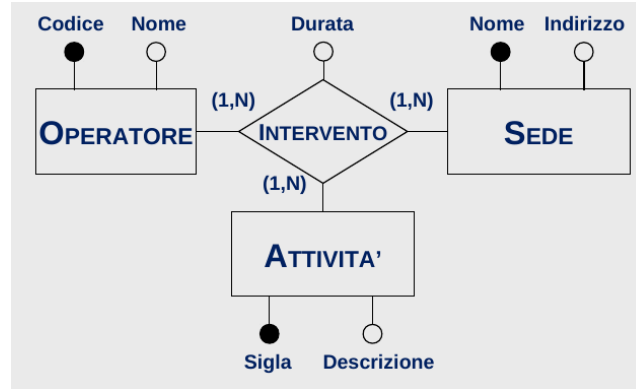 Codice Nome Durata Nome Indirizzo
(1,N) (1,N)
OPERATORE INTERVENTO SEDE
(1,N)
ATTIVITA’
Sigla Descrizione